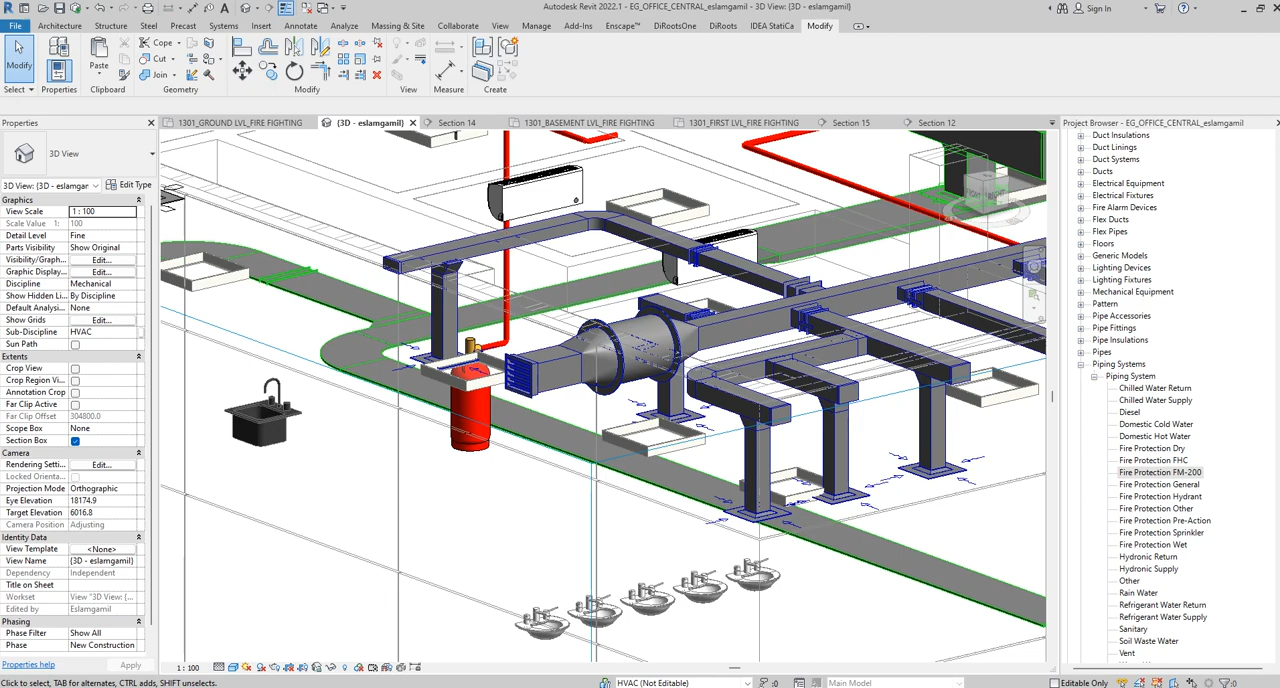 Autodesk Revit 2022.1 - EG_OFFICE_CENTRAL_eslamgamil - 3D View: {3D - eslamgamil}
Sign In
File Architecture Structure Steel Precast Systems Insert Annotate Analyze Massing & Site Collaborate View Manage Add-Ins Enscape™ DiRootsOne DiRoots IDEA StatiCa Modify
Modify
Properties
Paste
Cope
Cut
Join
Select Properties Clipboard Geometry Modify View Measure Create
Properties
1301_GROUND LVL_FIRE FIGHTING
{3D - eslamgamil}
Section 14
1301_BASEMENT LVL_FIRE FIGHTING
1301_FIRST LVL_FIRE FIGHTING
Section 15
Section 12
Project Browser - EG_OFFICE_CENTRAL_eslamgamil
3D View
3D View: {3D - eslamgar
Edit Type
Graphics
View Scale 1 : 100
Scale Value 1: 100
Detail Level Fine
Parts Visibility Show Original
Visibility/Graph... Edit...
Graphic Display... Edit...
Discipline Mechanical
Show Hidden Li... By Discipline
Default Analysi... None
Show Grids Edit...
Sub-Discipline HVAC
Sun Path
Extents
Crop View
Crop Region Vi...
Annotation Crop
Far Clip Active
Far Clip Offset 304800.0
Scope Box None
Section Box
Camera
Rendering Setti... Edit...
Locked Orienta...
Projection Mode Orthographic
Eye Elevation 18174.9
Target Elevation 6016.8
Camera Position Adjusting
Identity Data
View Template <None>
View Name {3D - eslamgamil}
Dependency Independent
Title on Sheet
Workset View "3D View: {...
Edited by Eslamgamil
Phasing
Phase Filter Show All
Phase New Construction
Properties help
Apply
Duct Insulations
Duct Linings
Duct Systems
Ducts
Electrical Equipment
Electrical Fixtures
Fire Alarm Devices
Flex Ducts
Flex Pipes
Floors
Generic Models
Lighting Devices
Lighting Fixtures
Mechanical Equipment
Pattern
Pipe Accessories
Pipe Fittings
Pipe Insulations
Pipes
Piping Systems
Piping System
Chilled Water Return
Chilled Water Supply
Diesel
Domestic Cold Water
Domestic Hot Water
Fire Protection Dry
Fire Protection FHC
Fire Protection FM-200
Fire Protection General
Fire Protection Hydrant
Fire Protection Other
Fire Protection Pre-Action
Fire Protection Sprinkler
Fire Protection Wet
Hydronic Return
Hydronic Supply
Other
Rain Water
Refrigerant Water Return
Refrigerant Water Supply
Sanitary
Soil Waste Water
Vent
1 : 100
Click to select, TAB for alternates, CTRL adds, SHIFT unselects.
HVAC (Not Editable)
:0
Main Model
Editable Only
:0